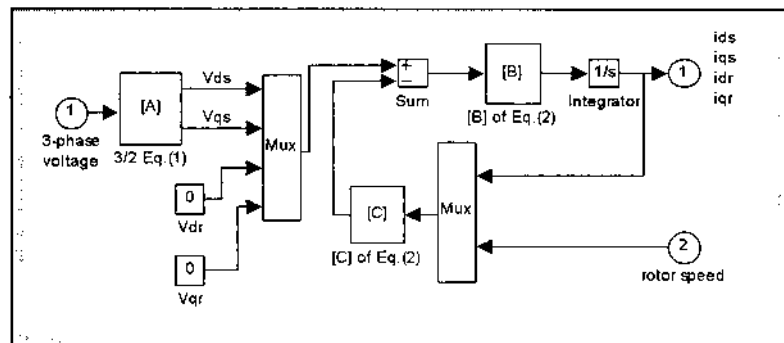 ids
iqs
idr
iqr
1
3-phase
voltage
[A]
3/2 Eq.(1)
Vds
Vqs
Mux
0
Vdr
0
Vqr
+
−
Sum
[B]
[B] of Eq.(2)
1/s
Integrator
1
[C]
[C] of Eq.(2)
Mux
2
rotor speed